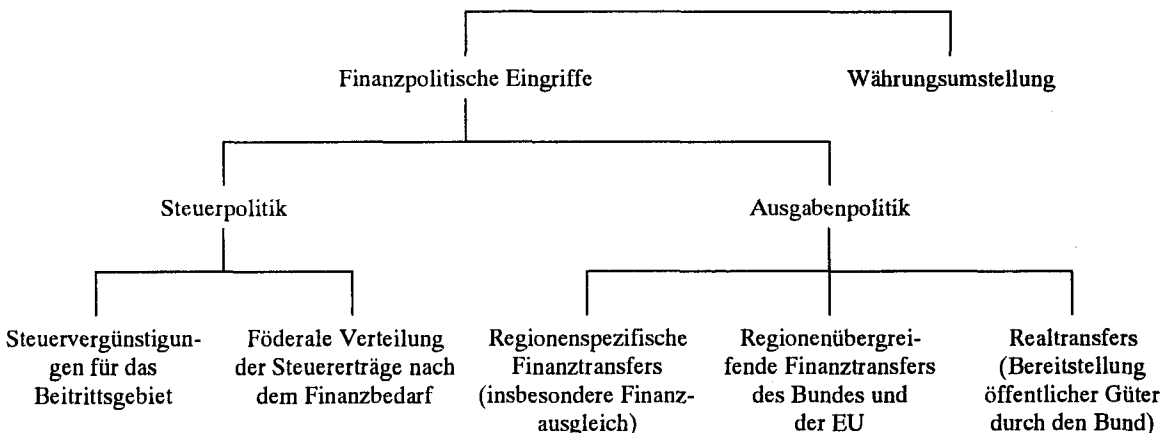 Finanzpolitische Eingriffe
Währungsumstellung
Steuerpolitik
Ausgabenpolitik
Steuervergünstigun-
gen für das
Beitrittsgebiet
Föderale Verteilung
der Steuererträge nach
dem Finanzbedarf
Regionenspezifische
Finanztransfers
(insbesondere Finanz-
ausgleich)
Regionenübergrei-
fende Finanztransfers
des Bundes und
der EU
Realtransfers
(Bereitstellung
öffentlicher Güter
durch den Bund)